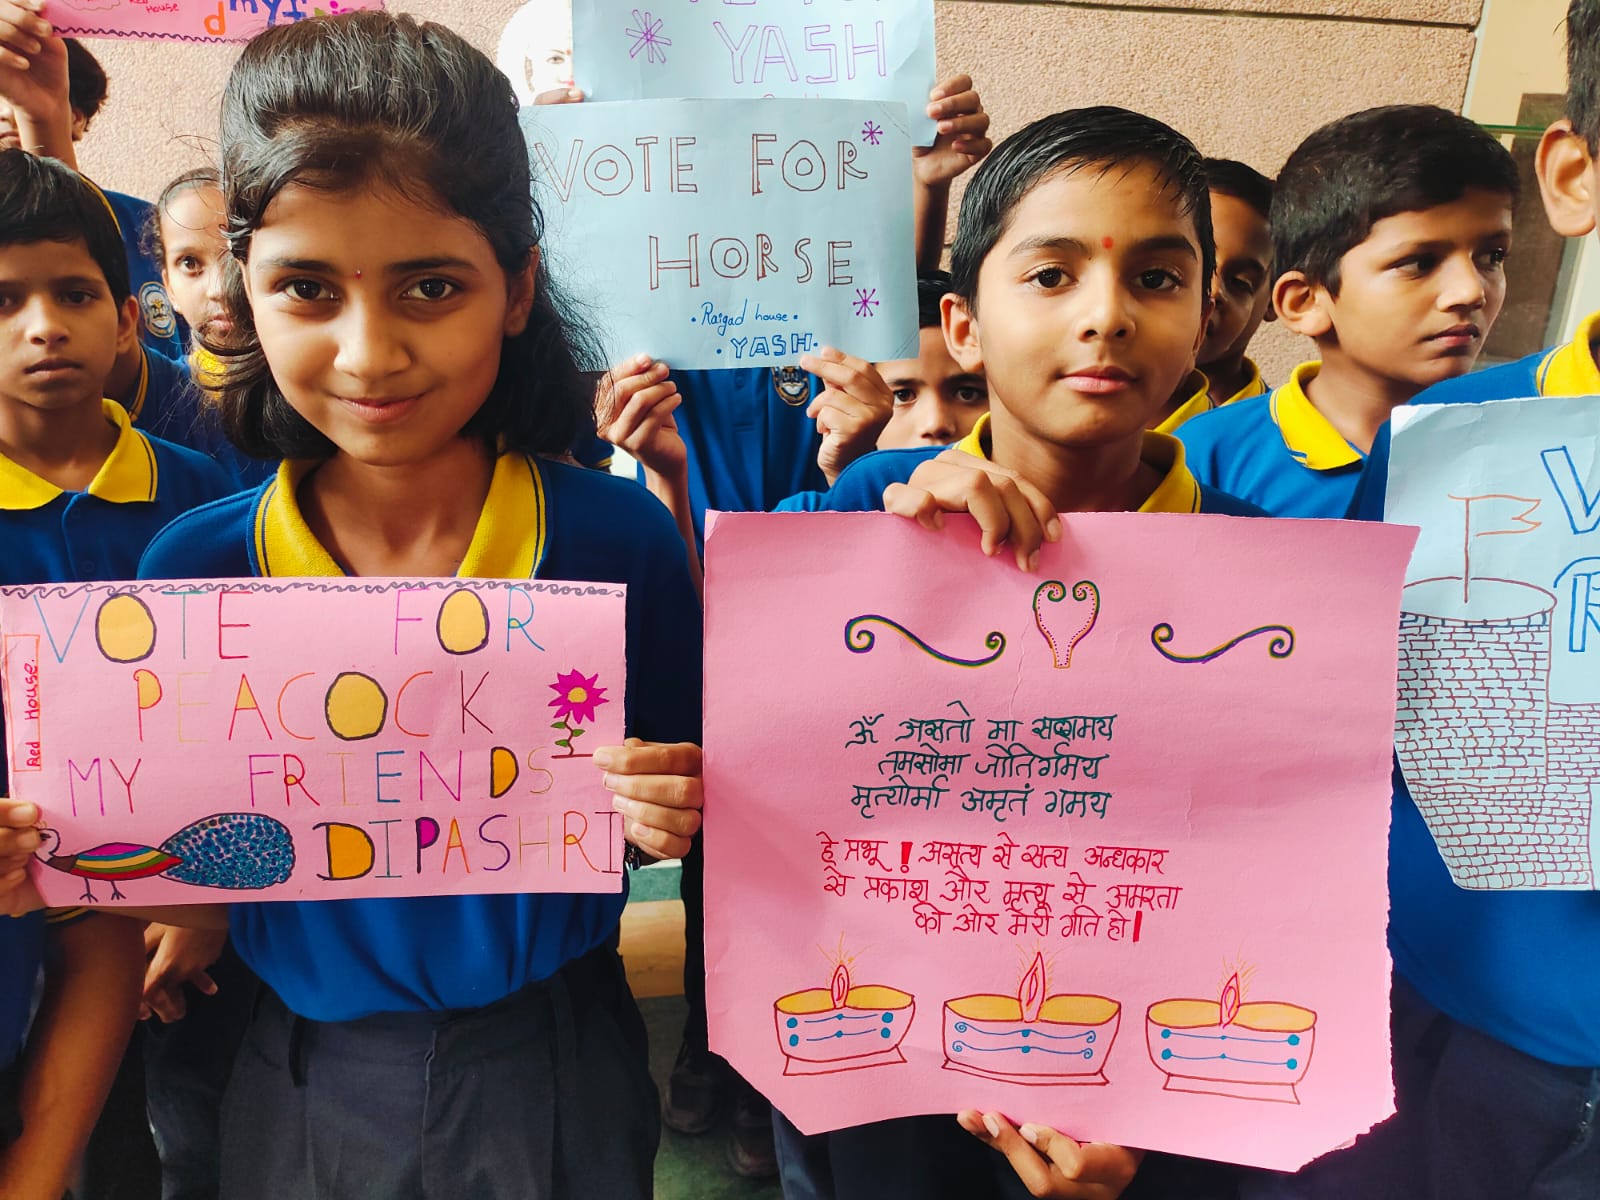 Red House
YASH
VOTE FOR
HORSE
• Raigad house •
• YASH •
VOTE FOR
PEACOCK
MY FRIENDS
DIPASHRI
Red House.
ॐ असतो मा सद्गमय
तमसोमा जोतिर्गमय
मृत्योर्मा अमृतं गमय
हे प्रभू ! असत्य से सत्य अन्धकार
से प्रकाश और मृत्यू से अमरता
की ओर मेरी गति हो।